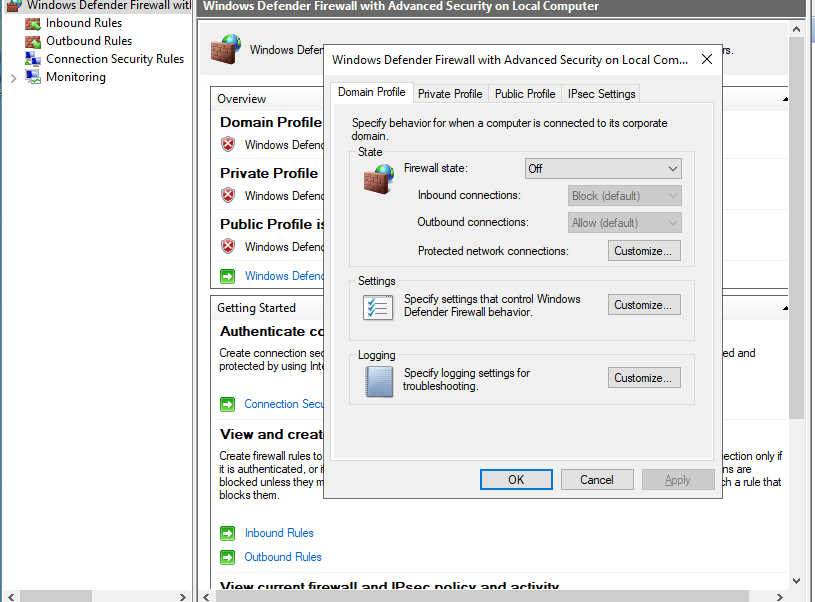 Windows Defender Firewall with
Inbound Rules
Outbound Rules
Connection Security Rules
Monitoring
Windows Defender Firewall with Advanced Security on Local Computer
Windows Defen
rs.
Overview
Domain Profile
Windows Defend
Private Profile
Windows Defend
Public Profile is
Windows Defend
Windows Defend
Getting Started
Authenticate co
Create connection sec
ed and
protected by using Inte
Connection Secu
View and create
Create firewall rules to
ection only if
it is authenticated, or i
ns are
blocked unless they m
ch a rule that
blocks them.
Inbound Rules
Outbound Rules
View current firewall and IPsec policy and activity
Windows Defender Firewall with Advanced Security on Local Com...
Domain Profile Private Profile Public Profile IPsec Settings
Specify behavior for when a computer is connected to its corporate
domain.
State
Firewall state: Off
Inbound connections: Block (default)
Outbound connections: Allow (default)
Protected network connections: Customize...
Settings
Specify settings that control Windows
Defender Firewall behavior.
Customize...
Logging
Specify logging settings for
troubleshooting.
Customize...
OK Cancel Apply